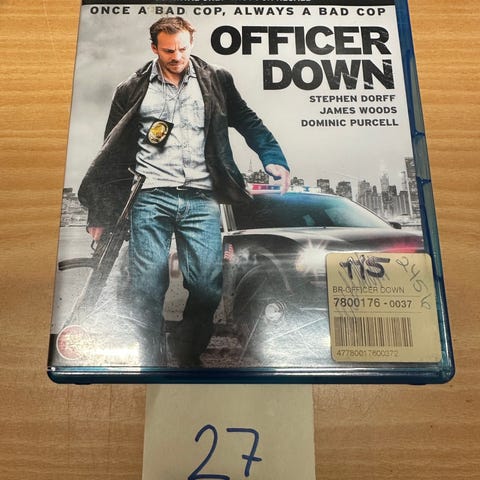 ONCE A BAD COP, ALWAYS A BAD COP
OFFICER
DOWN
STEPHEN DORFF
JAMES WOODS
DOMINIC PURCELL
BR-OFFICER DOWN
7800176 - 0037
47780017600372
27